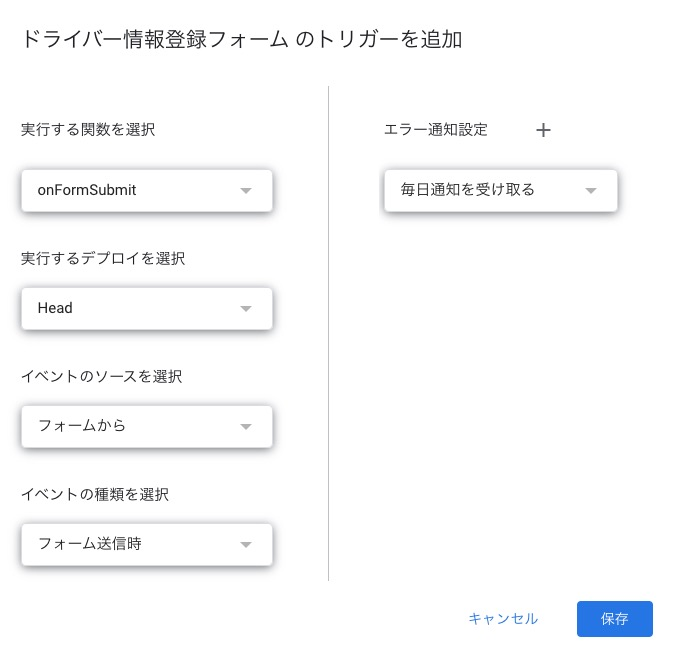 ドライバー情報登録フォーム のトリガーを追加
実行する関数を選択
onFormSubmit
実行するデプロイを選択
Head
イベントのソースを選択
フォームから
イベントの種類を選択
フォーム送信時
エラー通知設定
毎日通知を受け取る
キャンセル
保存